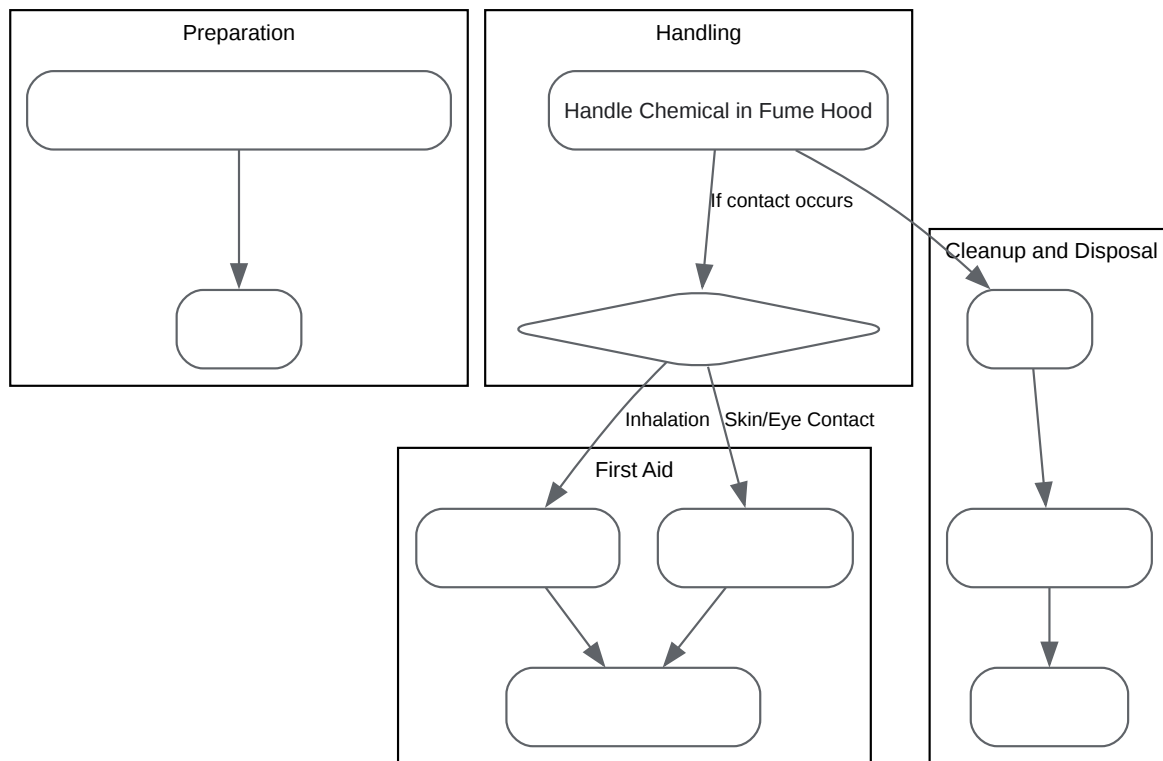 Preparation
Handling
Handle Chemical in Fume Hood
If contact occurs
Cleanup and Disposal
Inhalation
Skin/Eye Contact
First Aid